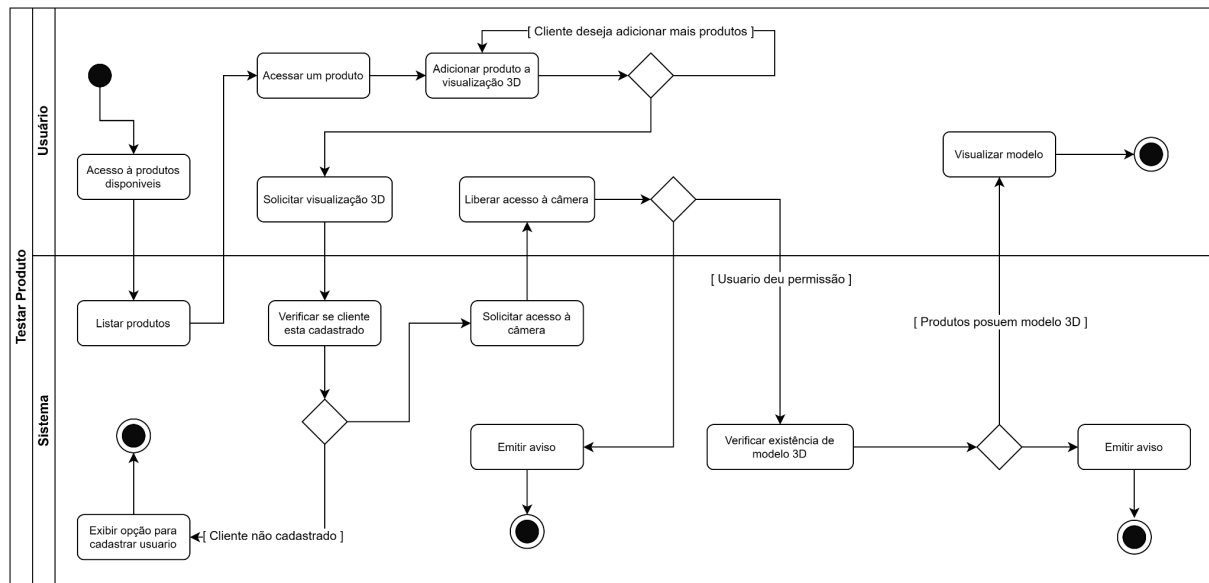 Testar Produto
Usuário
Sistema
[ Cliente deseja adicionar mais produtos ]
Acessar um produto
Adicionar produto a
visualização 3D
Acesso à produtos
disponiveis
Solicitar visualização 3D
Liberar acesso à câmera
Visualizar modelo
[ Usuario deu permissão ]
Listar produtos
Verificar se cliente
esta cadastrado
Solicitar acesso à
câmera
[ Produtos posuem modelo 3D ]
Emitir aviso
Verificar existência de
modelo 3D
Emitir aviso
Exibir opção para
cadastrar usuario
[ Cliente não cadastrado ]